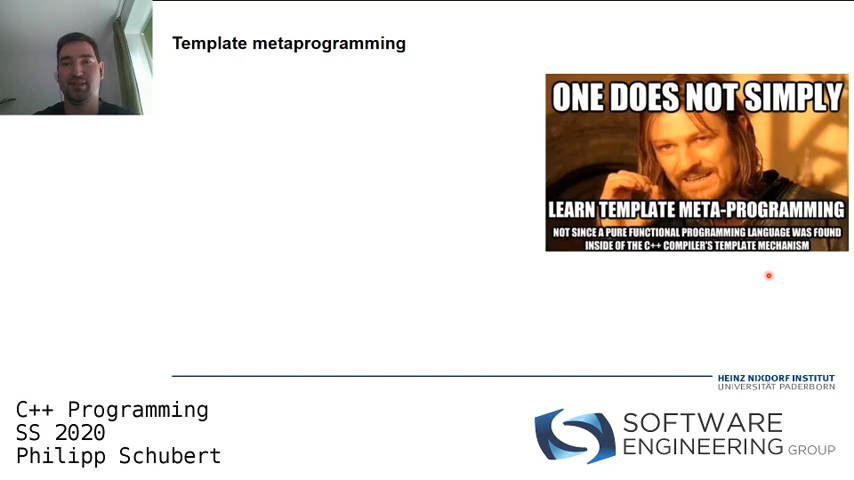 Template metaprogramming
ONE DOES NOT SIMPLY
LEARN TEMPLATE META-PROGRAMMING
NOT SINCE A PURE FUNCTIONAL PROGRAMMING LANGUAGE WAS FOUND
INSIDE OF THE C++ COMPILER'S TEMPLATE MECHANISM
HEINZ NIXDORF INSTITUT
UNIVERSITÄT PADERBORN
C++ Programming
SS 2020
Philipp Schubert
SOFTWARE
ENGINEERING GROUP